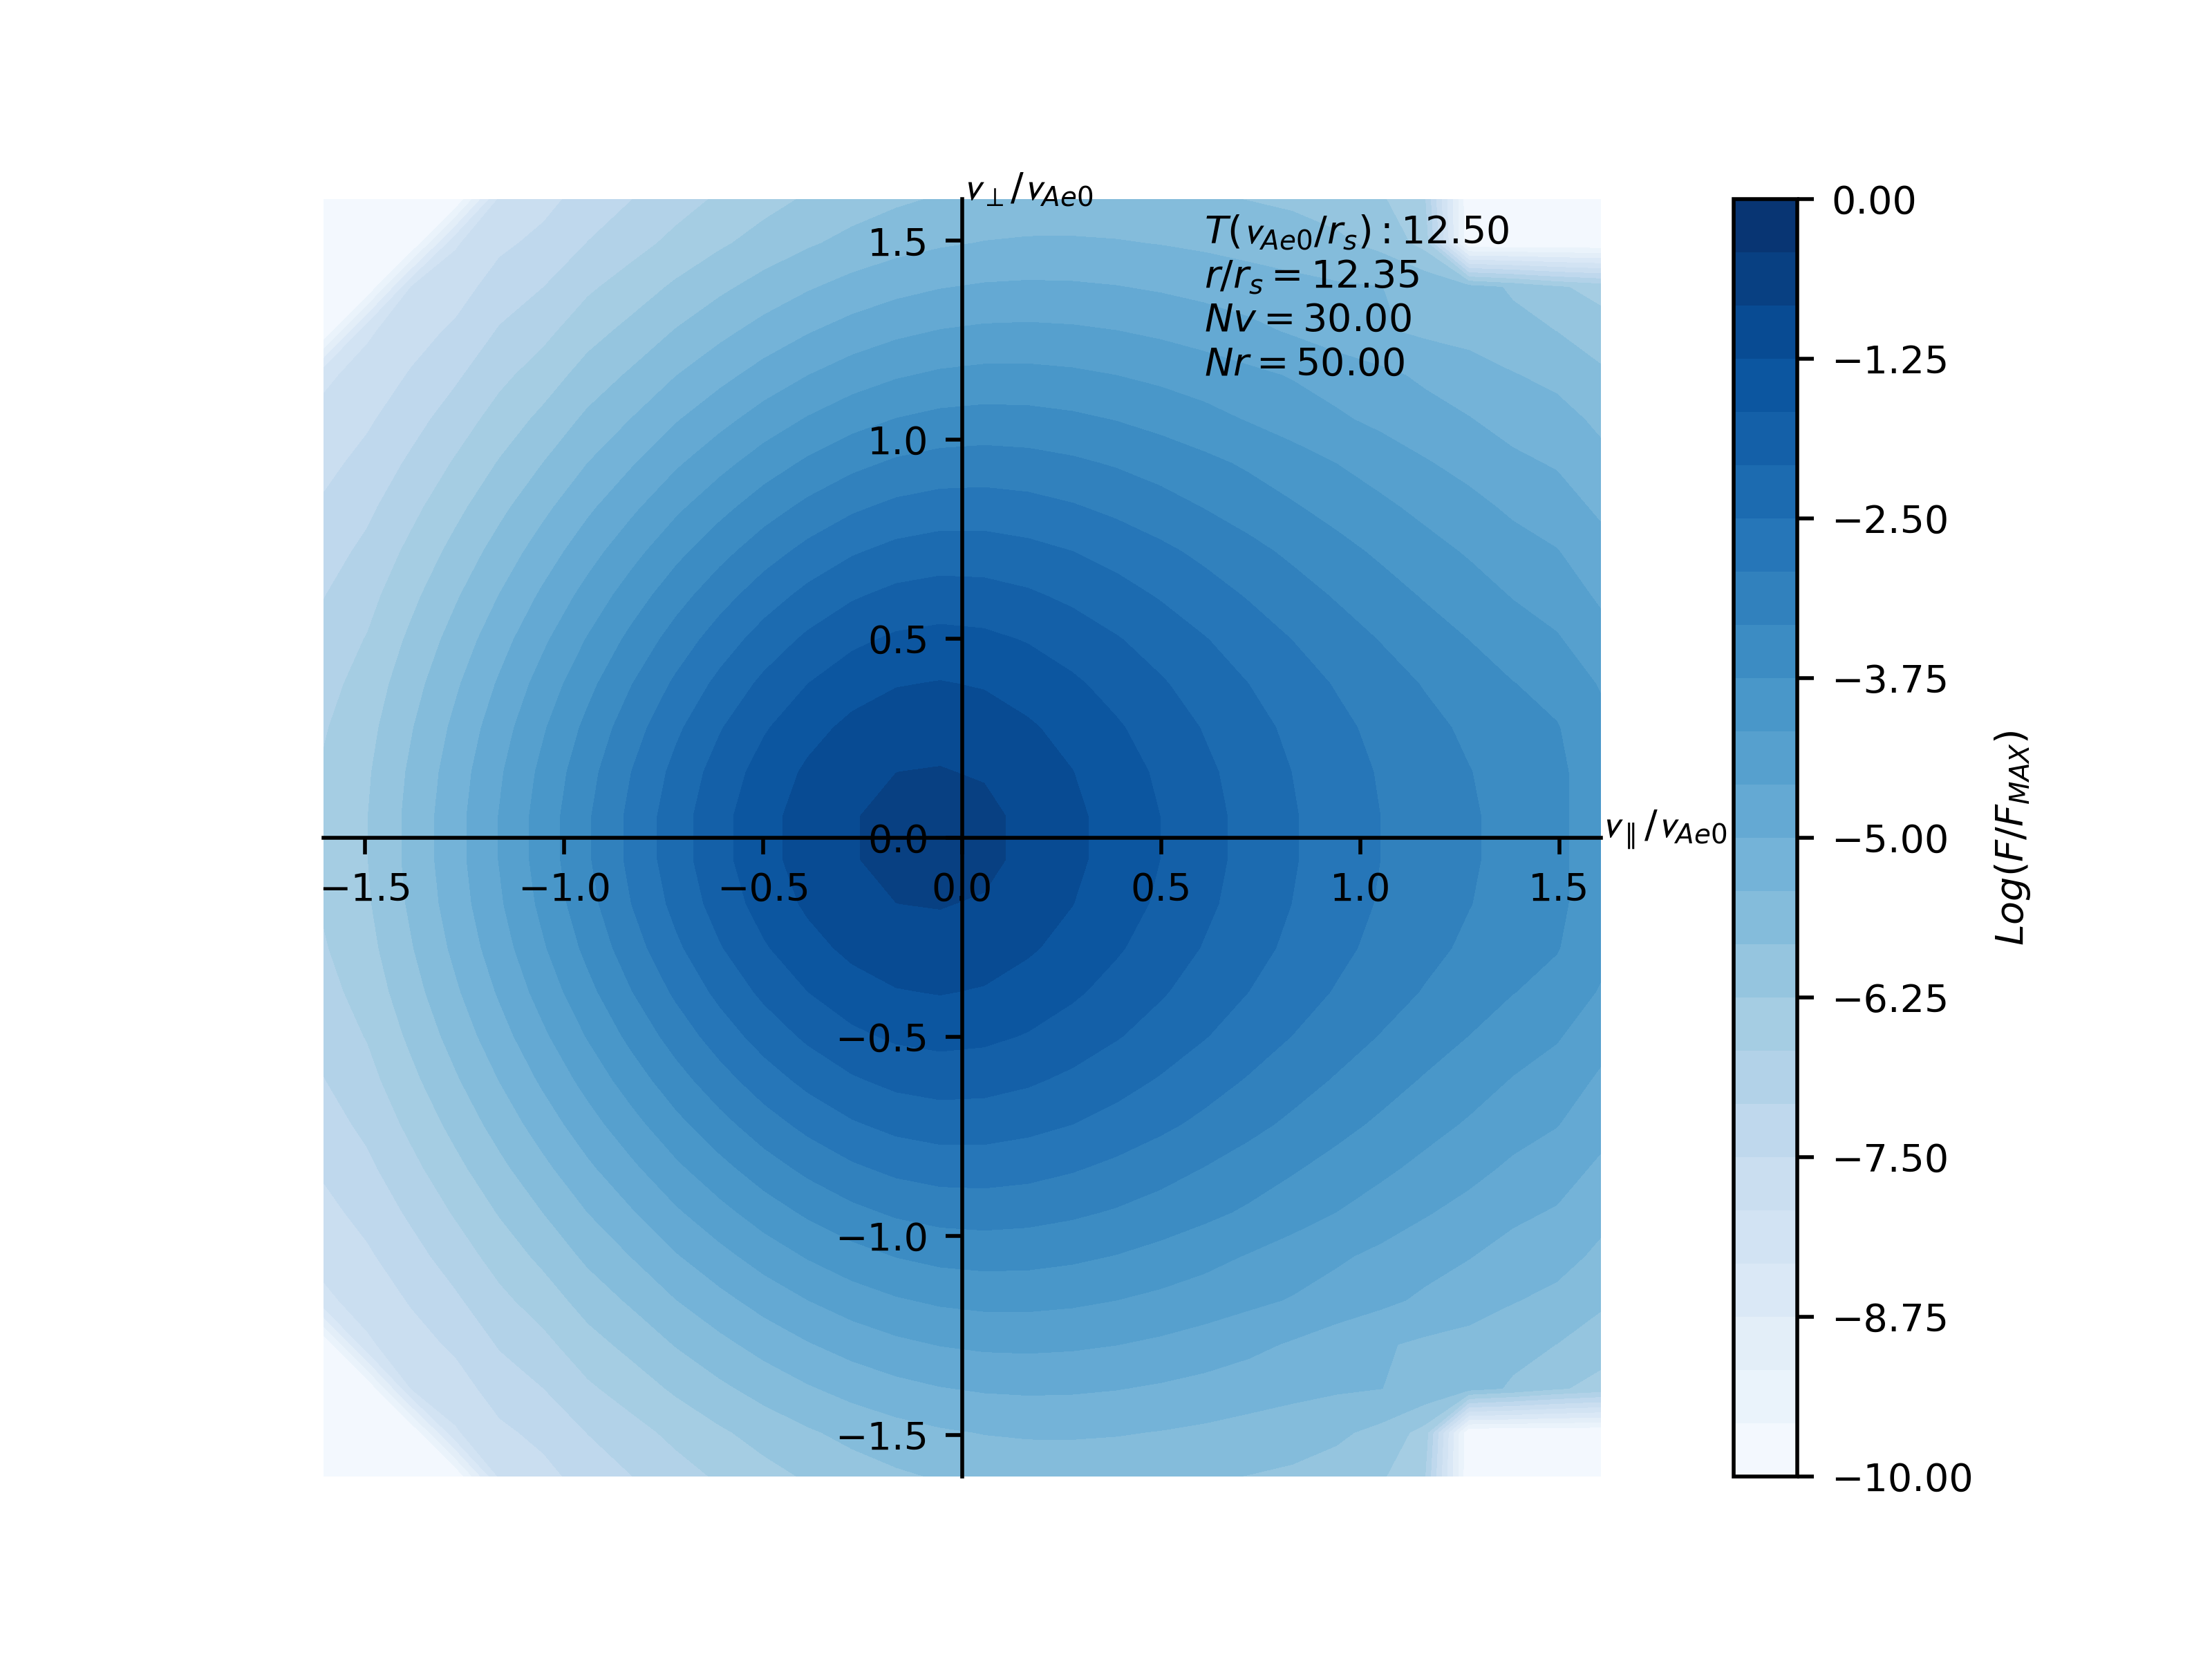 v⊥/vAe0
T(vAe0/rs) : 12.50
r/rs = 12.35
Nv = 30.00
Nr = 50.00
1.5
1.0
0.5
0.0
−0.5
−1.0
−1.5
−1.5 −1.0 −0.5 0.0 0.5 1.0 1.5
v∥/vAe0
0.00
−1.25
−2.50
−3.75
−5.00
−6.25
−7.50
−8.75
−10.00
Log(F/FMAX)